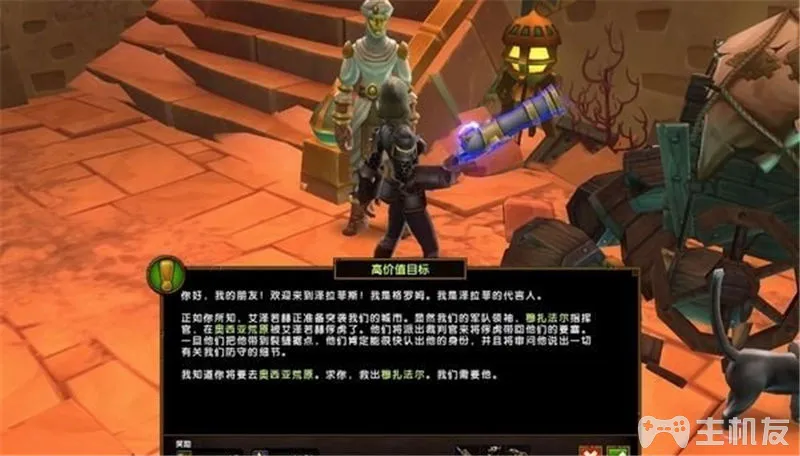 高价值目标
你好，我的朋友！欢迎来到泽拉菲斯！我是格罗姆。我是泽拉菲的代言人。
正如你所知，艾泽若林正准备突袭我们的城市。显然我们的军队领袖，穆扎法尔指挥
官，在奥西亚荒原被艾泽若林俘虏了。他们将派出裁判官来将俘虏带回他们的要塞。
一旦他们把他带到裂缝据点，他们肯定能很快认出他的身份，并且将审问他说出一切
有关我们防守的细节。
我知道你将要去奥西亚荒原。求你，救出穆扎法尔。我们需要他。
奖励
主机友